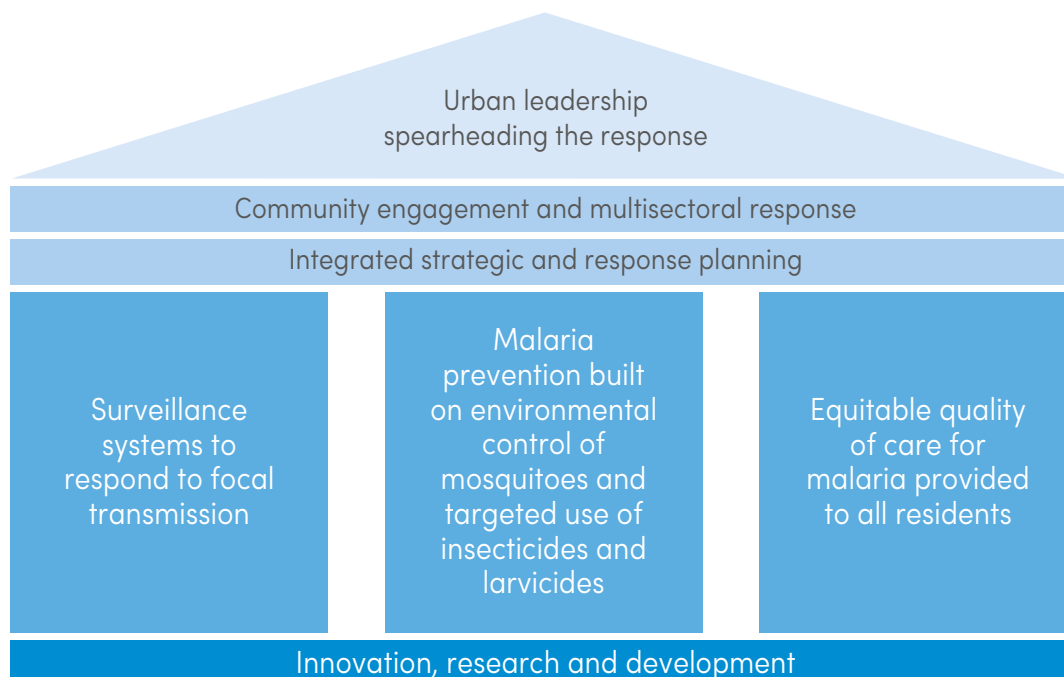 Urban leadership
spearheading the response
Community engagement and multisectoral response
Integrated strategic and response planning
Surveillance
systems to
respond to focal
transmission
Malaria
prevention built
on environmental
control of
mosquitoes and
targeted use of
insecticides and
larvicides
Equitable quality
of care for
malaria provided
to all residents
Innovation, research and development